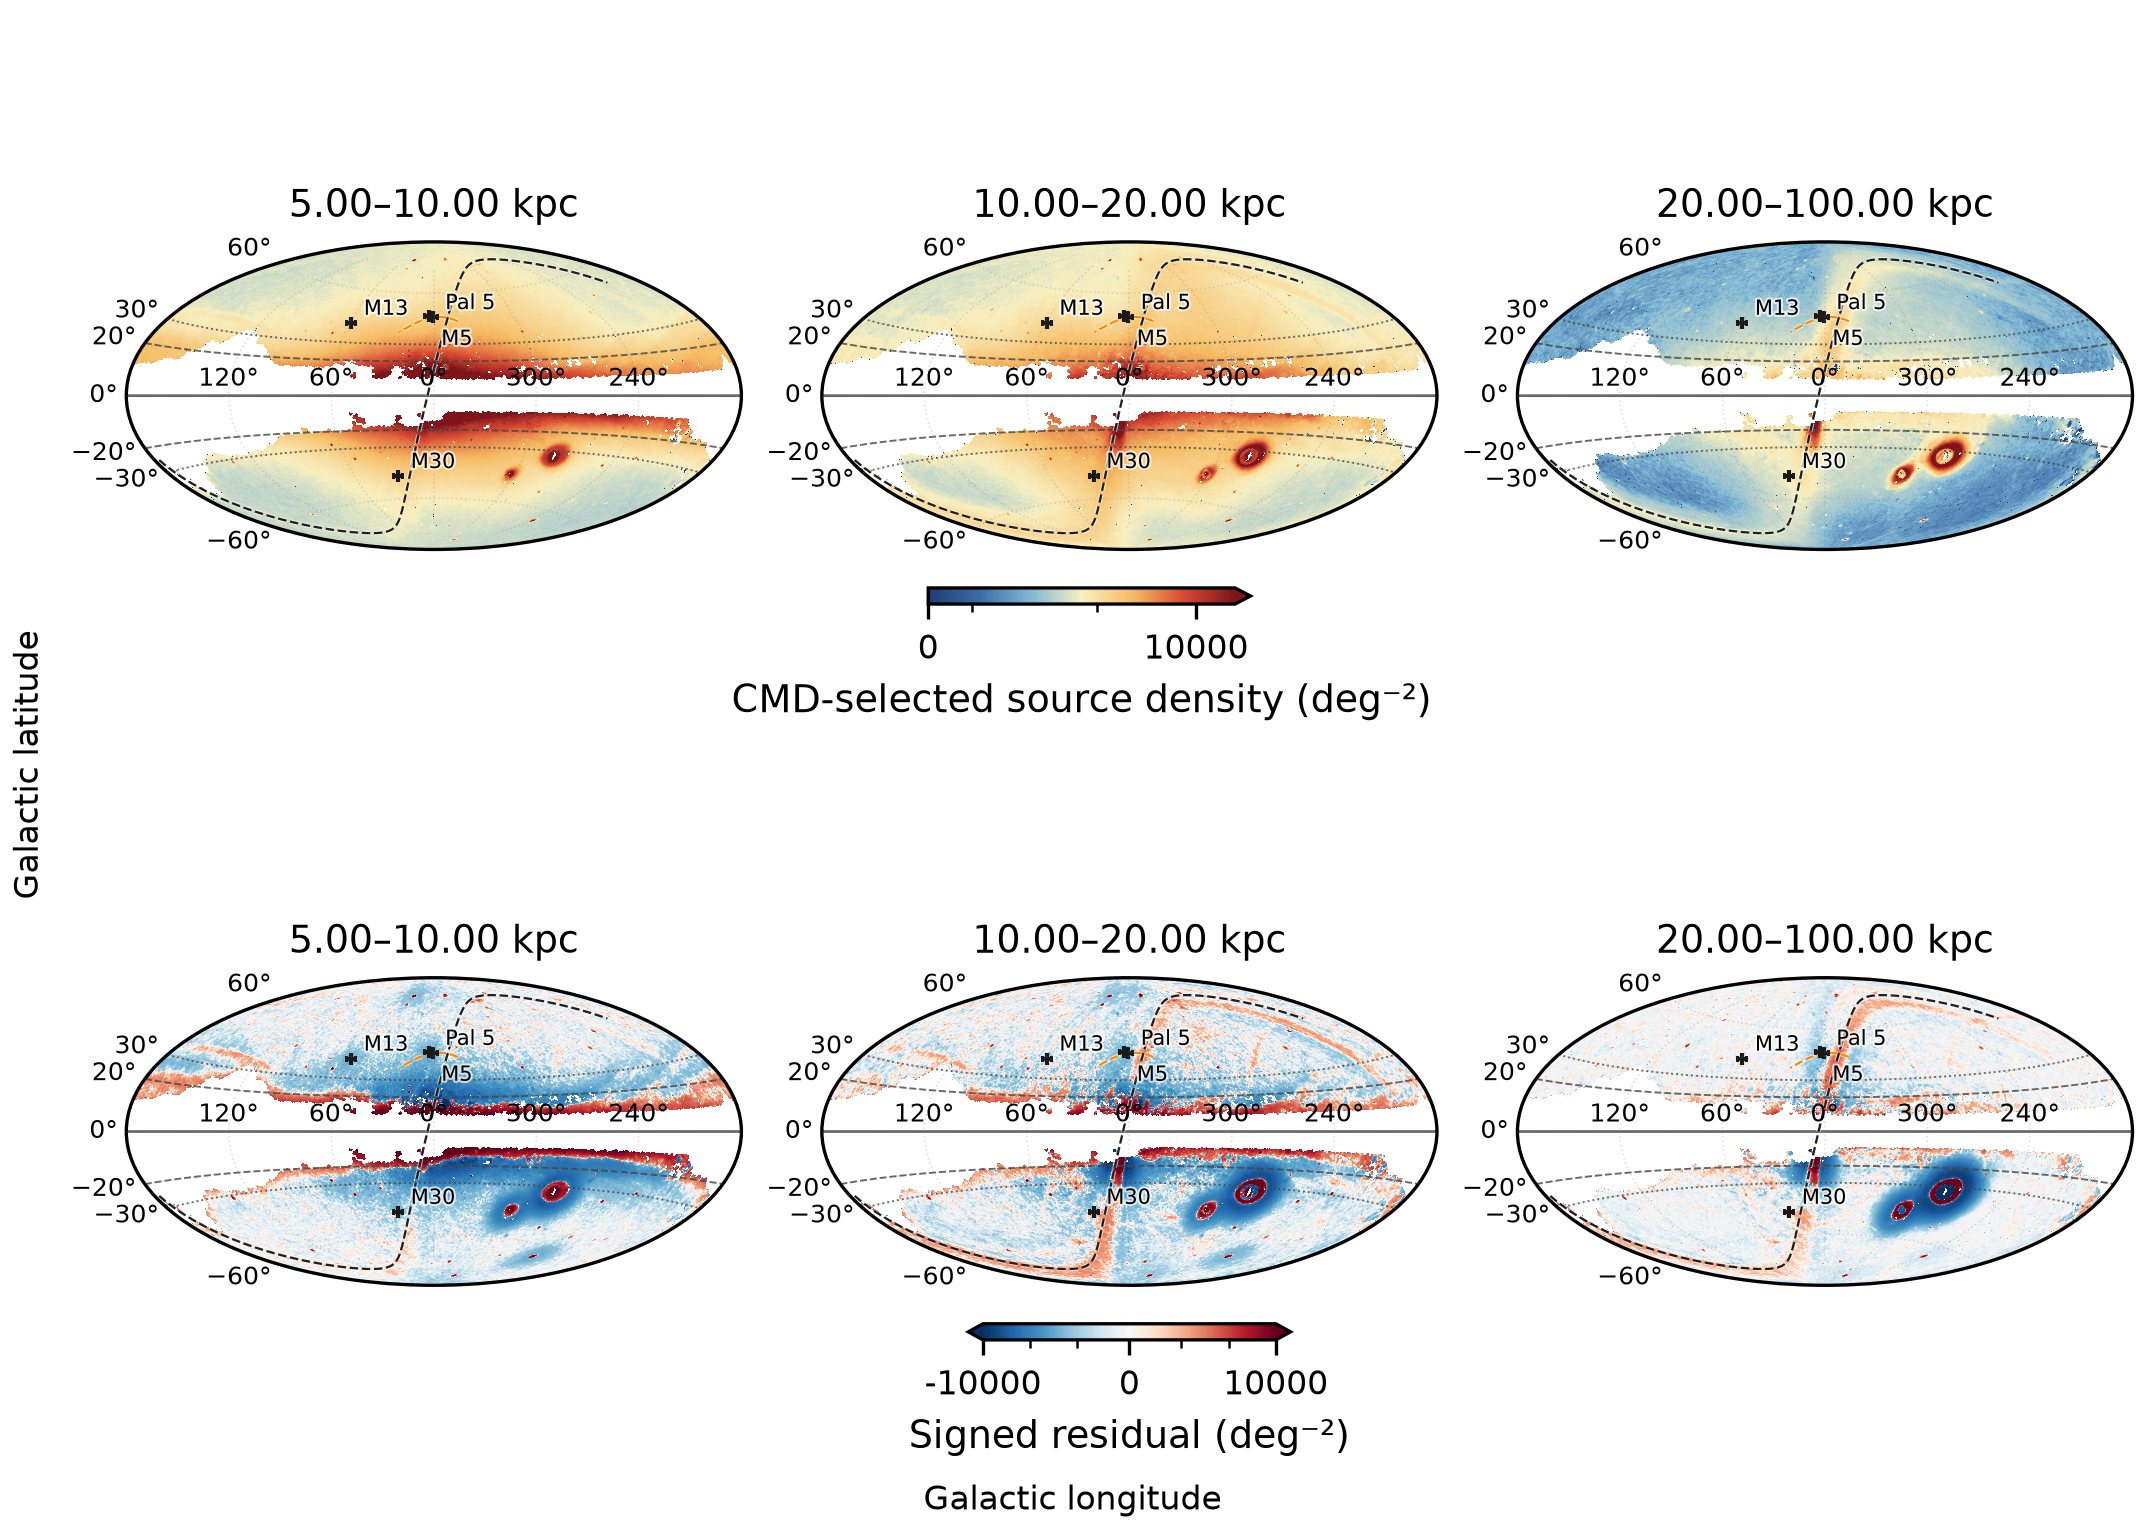 5.00–10.00 kpc
10.00–20.00 kpc
20.00–100.00 kpc
60°
30°
20°
0°
−20°
−30°
−60°
120°
60°
0°
300°
240°
M13
Pal 5
M5
M30
60°
30°
20°
0°
−20°
−30°
−60°
120°
60°
0°
300°
240°
M13
Pal 5
M5
M30
60°
30°
20°
0°
−20°
−30°
−60°
120°
60°
0°
300°
240°
M13
Pal 5
M5
M30
0
10000
CMD-selected source density (deg⁻²)
Galactic latitude
5.00–10.00 kpc
10.00–20.00 kpc
20.00–100.00 kpc
60°
30°
20°
0°
−20°
−30°
−60°
120°
60°
0°
300°
240°
M13
Pal 5
M5
M30
60°
30°
20°
0°
−20°
−30°
−60°
120°
60°
0°
300°
240°
M13
Pal 5
M5
M30
60°
30°
20°
0°
−20°
−30°
−60°
120°
60°
0°
300°
240°
M13
Pal 5
M5
M30
-10000
0
10000
Signed residual (deg⁻²)
Galactic longitude